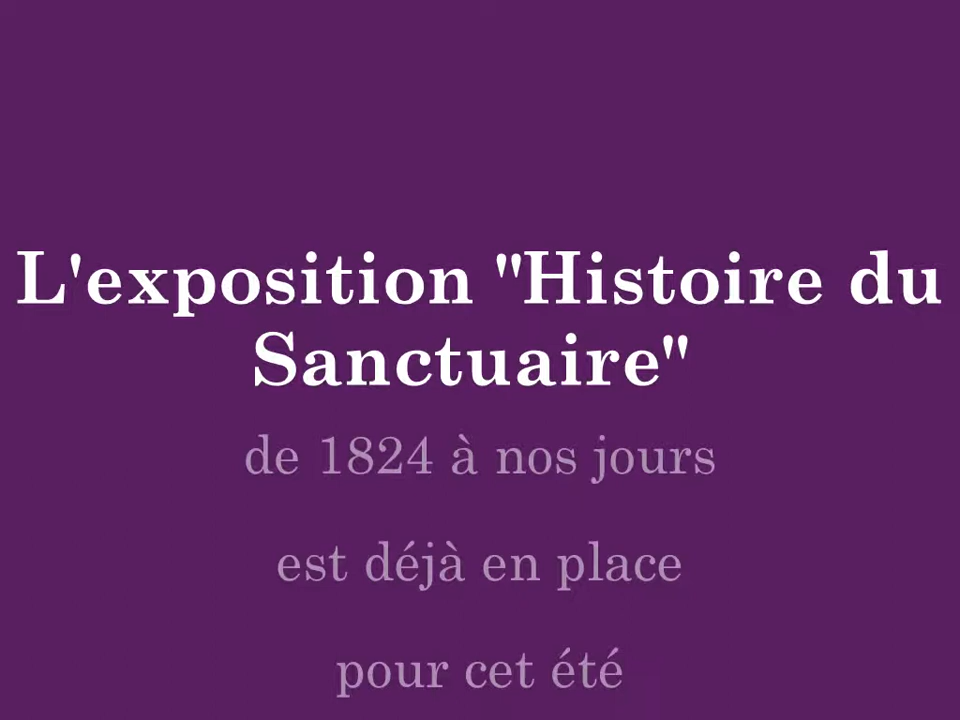 L'exposition "Histoire du
Sanctuaire"
de 1824 à nos jours
est déjà en place
pour cet été